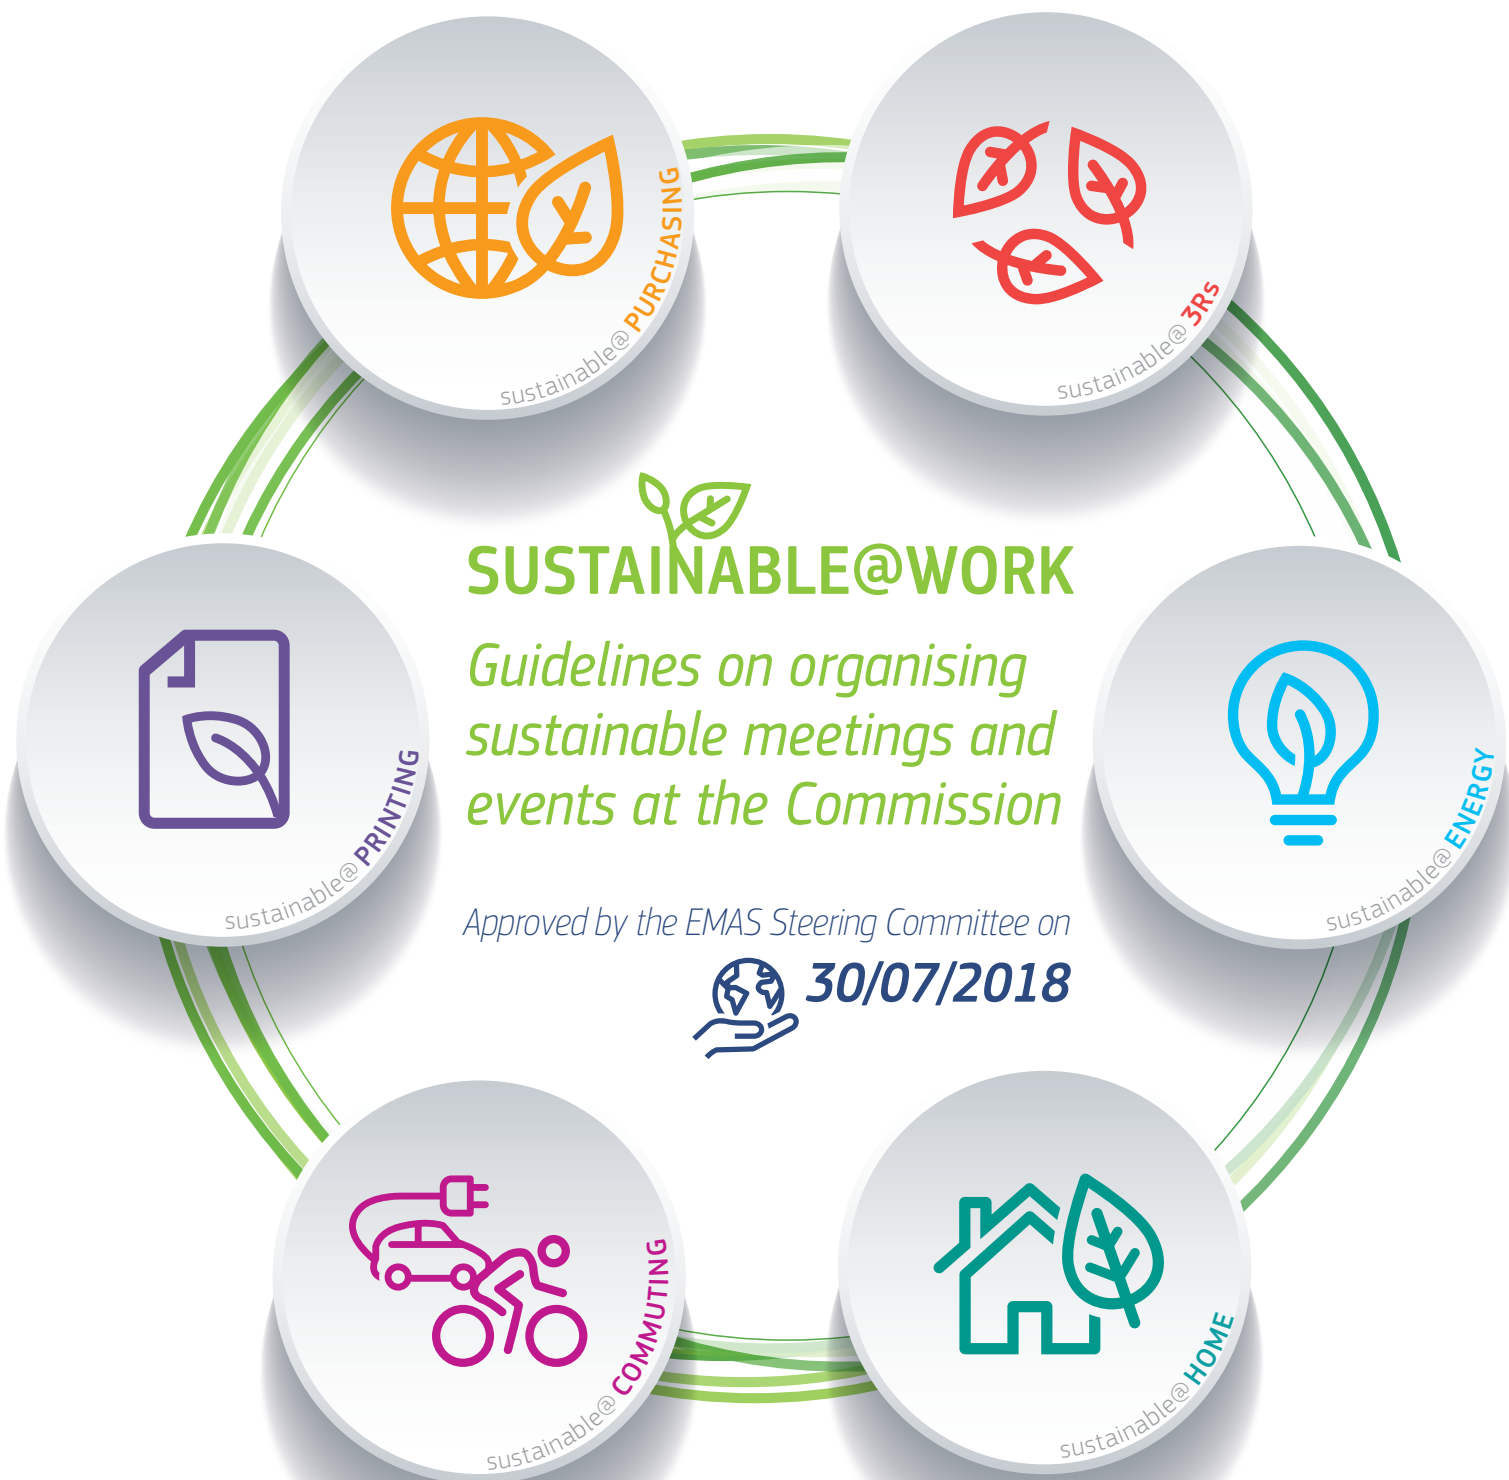 sustainable@PURCHASING
sustainable@3Rs
SUSTAINABLE@WORK
Guidelines on organising
sustainable meetings and
events at the Commission
sustainable@PRINTING
sustainable@ENERGY
Approved by the EMAS Steering Committee on
30/07/2018
sustainable@COMMUTING
sustainable@HOME